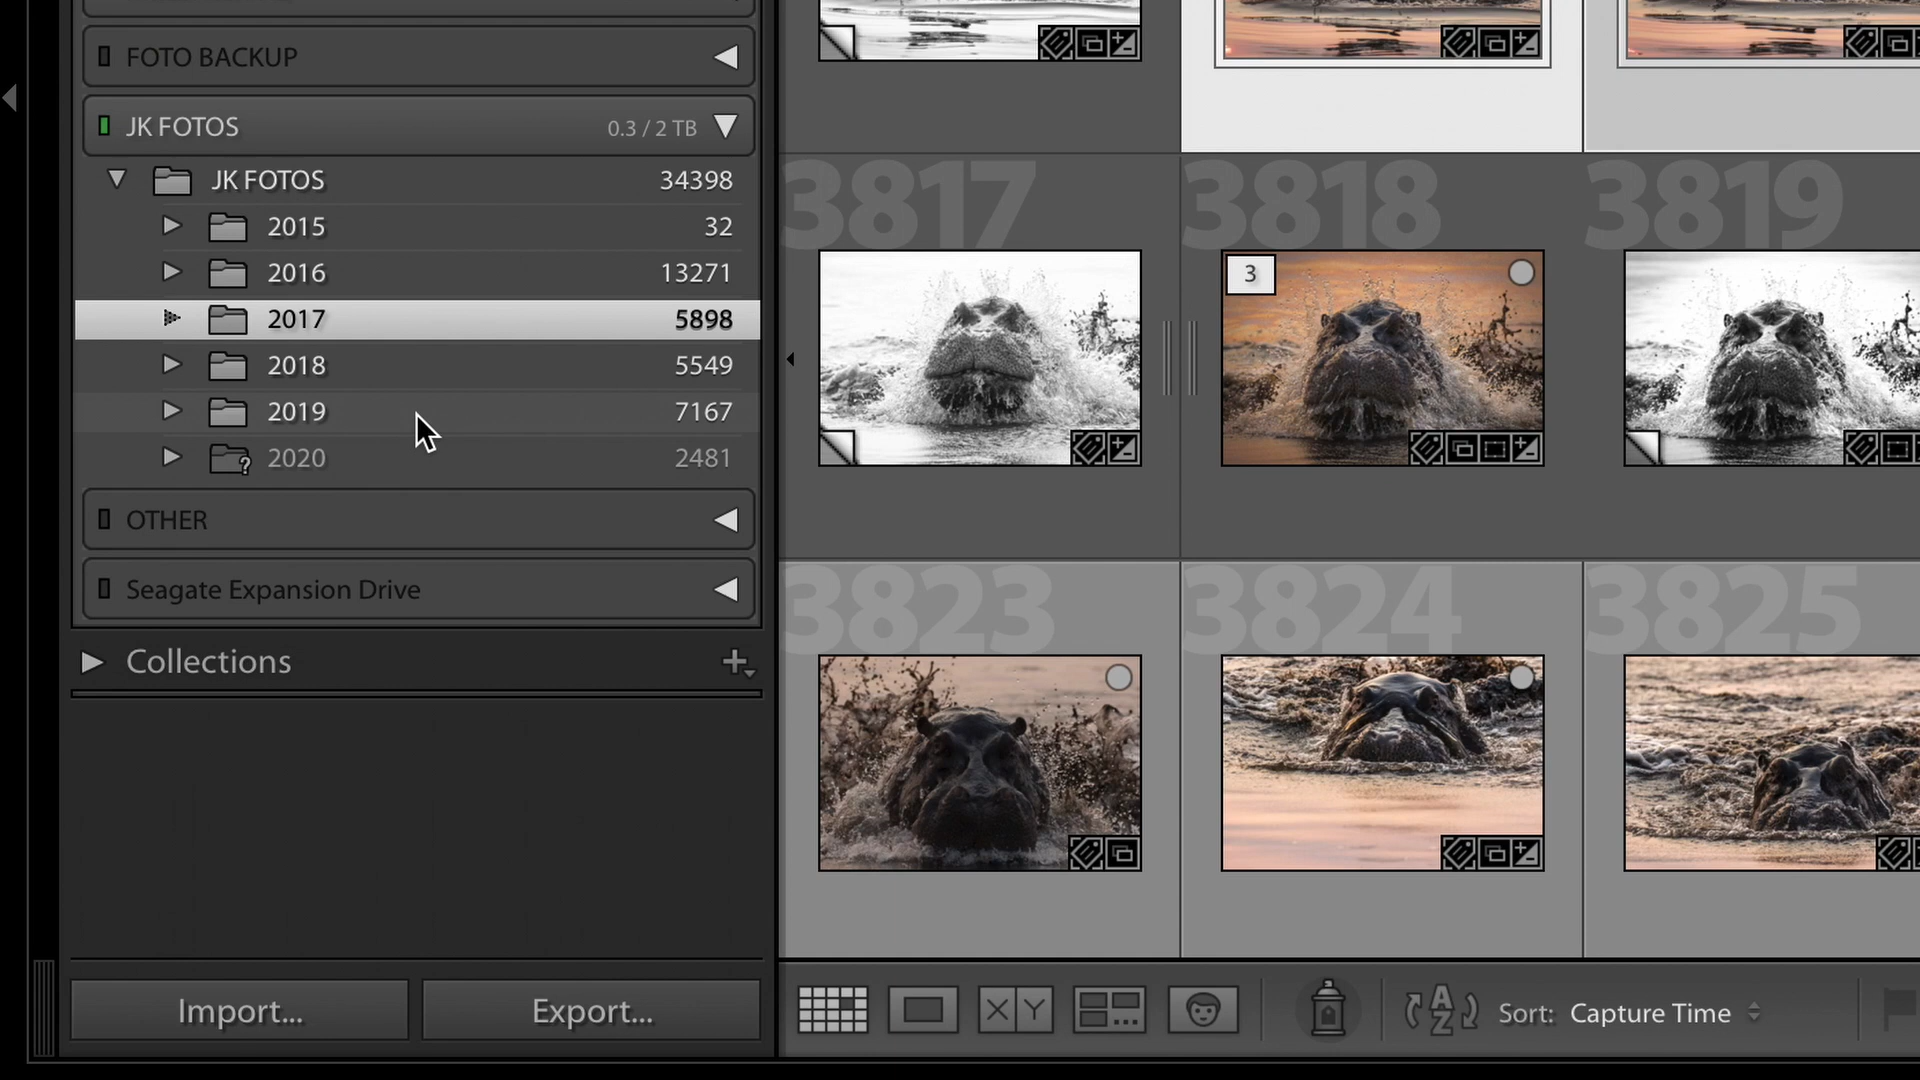 FOTO BACKUP
JK FOTOS 0.3 / 2 TB
JK FOTOS 34398
2015 32
2016 13271
2017 5898
2018 5549
2019 7167
? 2020 2481
OTHER
Seagate Expansion Drive
Collections
Import...
Export...
3817
3818
3819
3
3823
3824
3825
X Y
A
Z
Sort: Capture Time